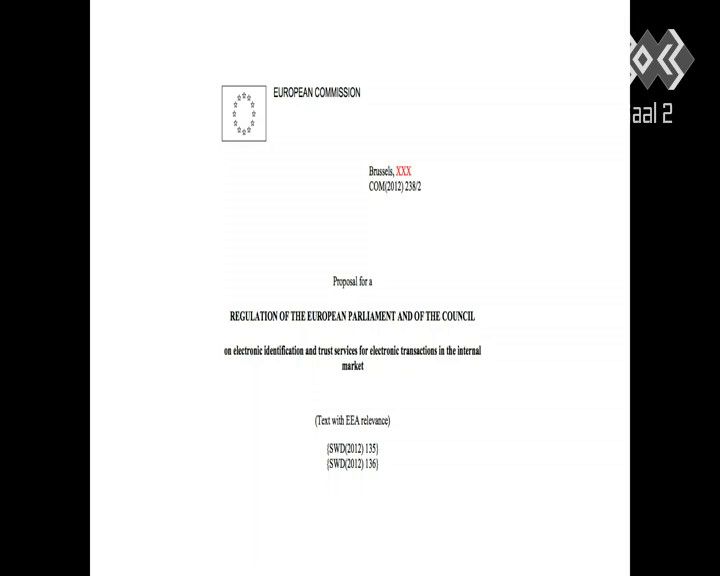 EUROPEAN COMMISSION
aal 2
Brussels, XXX
COM(2012) 238/2
Proposal for a
REGULATION OF THE EUROPEAN PARLIAMENT AND OF THE COUNCIL
on electronic identification and trust services for electronic transactions in the internal
market
(Text with EEA relevance)
{SWD(2012) 135}
{SWD(2012) 136}